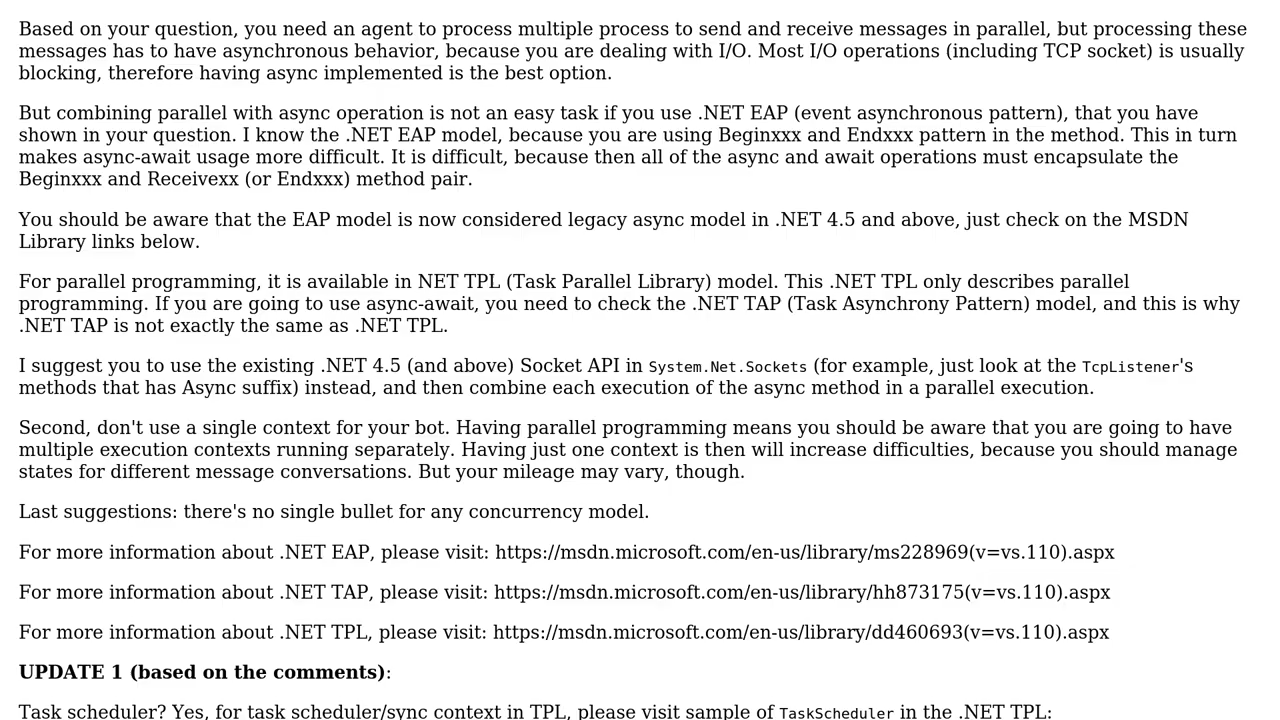 Based on your question, you need an agent to process multiple process to send and receive messages in parallel, but processing these
messages has to have asynchronous behavior, because you are dealing with I/O. Most I/O operations (including TCP socket) is usually
blocking, therefore having async implemented is the best option.
But combining parallel with async operation is not an easy task if you use .NET EAP (event asynchronous pattern), that you have
shown in your question. I know the .NET EAP model, because you are using Beginxxx and Endxxx pattern in the method. This in turn
makes async-await usage more difficult. It is difficult, because then all of the async and await operations must encapsulate the
Beginxxx and Receivexx (or Endxxx) method pair.
You should be aware that the EAP model is now considered legacy async model in .NET 4.5 and above, just check on the MSDN
Library links below.
For parallel programming, it is available in NET TPL (Task Parallel Library) model. This .NET TPL only describes parallel
programming. If you are going to use async-await, you need to check the .NET TAP (Task Asynchrony Pattern) model, and this is why
.NET TAP is not exactly the same as .NET TPL.
I suggest you to use the existing .NET 4.5 (and above) Socket API in System.Net.Sockets (for example, just look at the TcpListener's
methods that has Async suffix) instead, and then combine each execution of the async method in a parallel execution.
Second, don't use a single context for your bot. Having parallel programming means you should be aware that you are going to have
multiple execution contexts running separately. Having just one context is then will increase difficulties, because you should manage
states for different message conversations. But your mileage may vary, though.
Last suggestions: there's no single bullet for any concurrency model.
For more information about .NET EAP, please visit: https://msdn.microsoft.com/en-us/library/ms228969(v=vs.110).aspx
For more information about .NET TAP, please visit: https://msdn.microsoft.com/en-us/library/hh873175(v=vs.110).aspx
For more information about .NET TPL, please visit: https://msdn.microsoft.com/en-us/library/dd460693(v=vs.110).aspx
UPDATE 1 (based on the comments):
Task scheduler? Yes, for task scheduler/sync context in TPL, please visit sample of TaskScheduler in the .NET TPL: